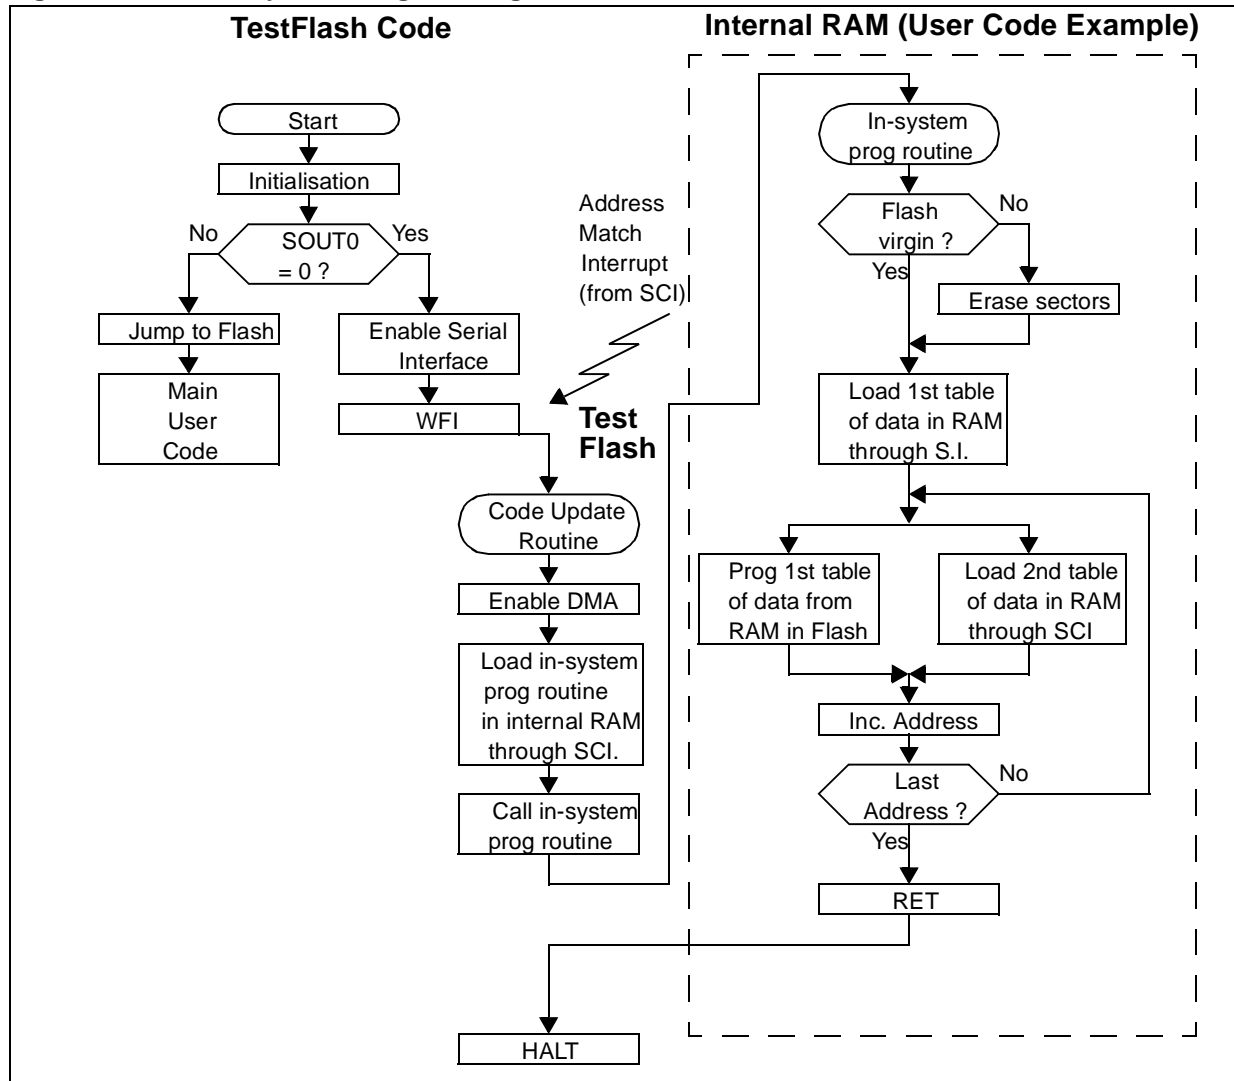 TestFlash Code
Internal RAM (User Code Example)
Start
Initialisation
No
SOUT0
= 0 ?
Yes
Jump to Flash
Main
User
Code
Enable Serial
Interface
WFI
Address
Match
Interrupt
(from SCI)
Test
Flash
Code Update
Routine
Enable DMA
Load in-system
prog routine
in internal RAM
through SCI.
Call in-system
prog routine
HALT
In-system
prog routine
Flash
virgin ?
No
Yes
Erase sectors
Load 1st table
of data in RAM
through S.I.
Prog 1st table
of data from
RAM in Flash
Load 2nd table
of data in RAM
through SCI
Inc. Address
Last
Address ?
No
Yes
RET